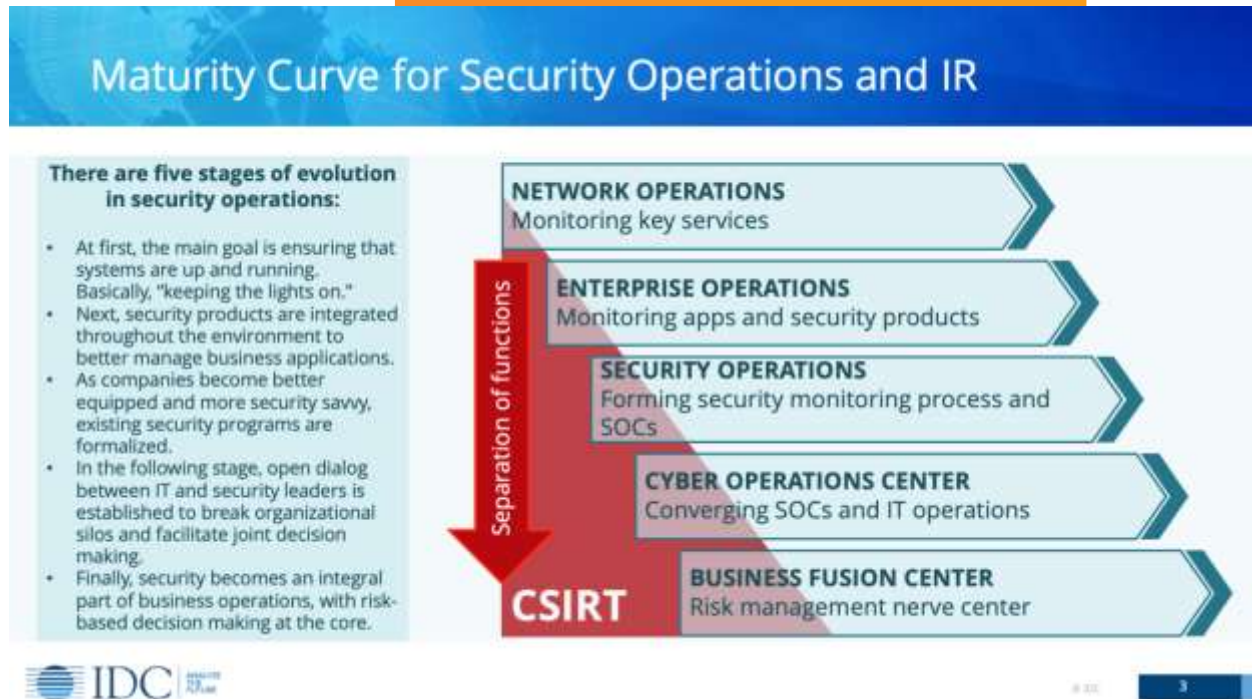 Maturity Curve for Security Operations and IR
There are five stages of evolution
in security operations:
• At first, the main goal is ensuring that
systems are up and running.
Basically, “keeping the lights on.”
• Next, security products are integrated
throughout the environment to
better manage business applications.
• As companies become better
equipped and more security savvy,
existing security programs are
formalized.
• In the following stage, open dialog
between IT and security leaders is
established to break organizational
silos and facilitate joint decision
making.
• Finally, security becomes an integral
part of business operations, with risk-
based decision making at the core.
NETWORK OPERATIONS
Monitoring key services
ENTERPRISE OPERATIONS
Monitoring apps and security products
SECURITY OPERATIONS
Forming security monitoring process and
SOCs
CYBER OPERATIONS CENTER
Converging SOCs and IT operations
BUSINESS FUSION CENTER
Risk management nerve center
Separation of functions
CSIRT
IDC
© IDC
3